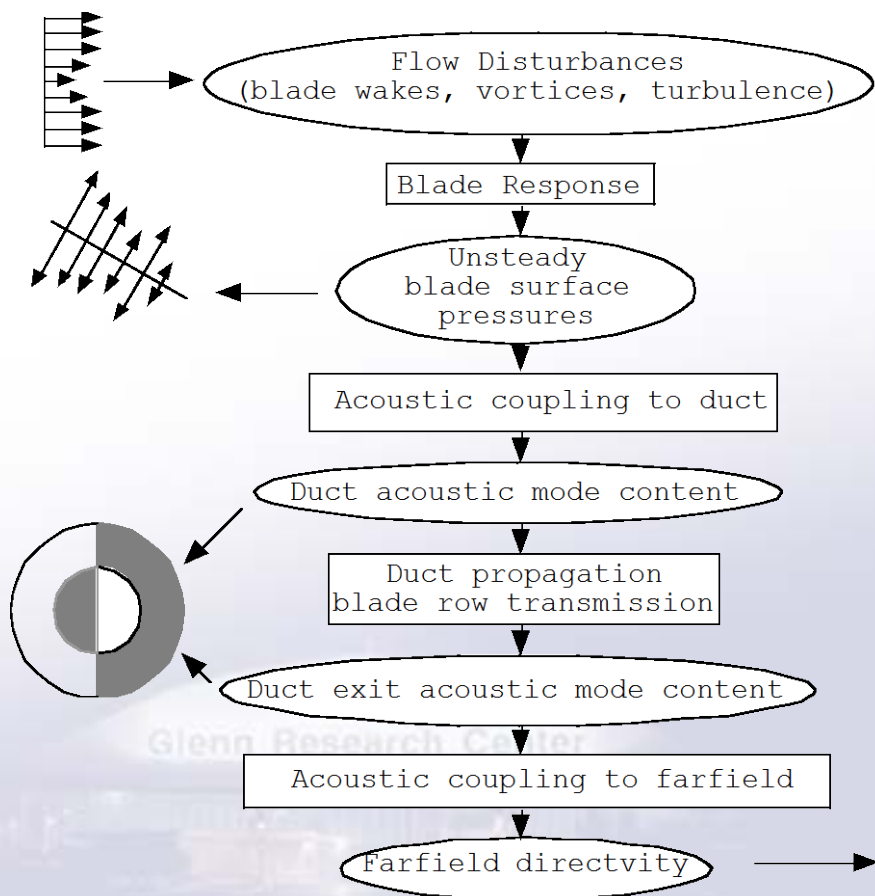 Flow Disturbances
(blade wakes, vortices, turbulence)
Blade Response
Unsteady
blade surface
pressures
Acoustic coupling to duct
Duct acoustic mode content
Duct propagation
blade row transmission
Duct exit acoustic mode content
Glenn Research Center
Acoustic coupling to farfield
Farfield directvity